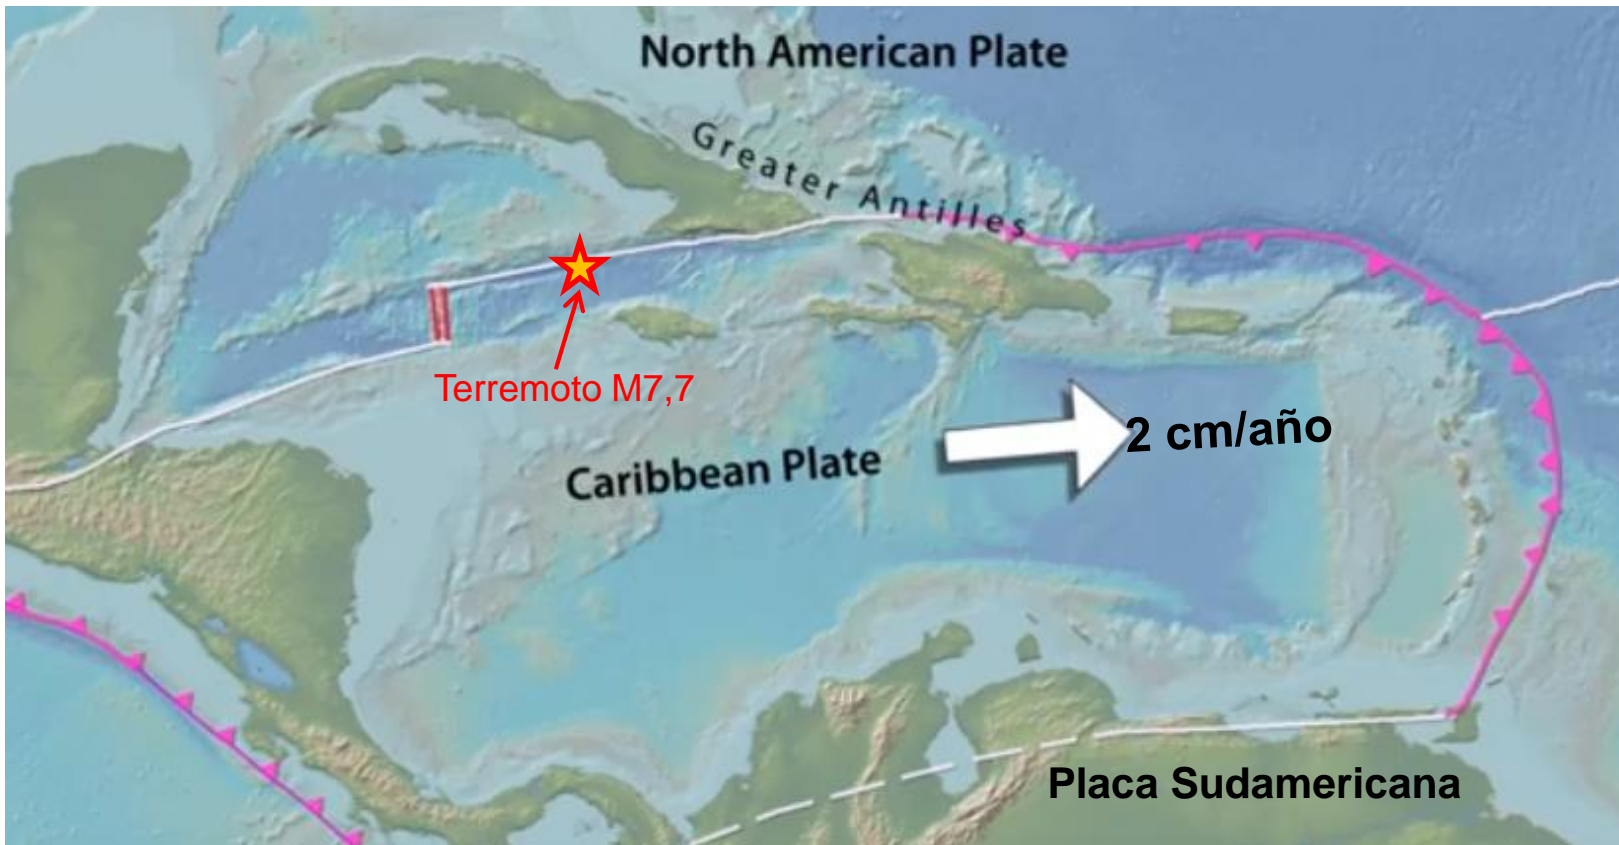 North American Plate
Greater Antilles
Terremoto M7,7
2 cm/año
Caribbean Plate
Placa Sudamericana